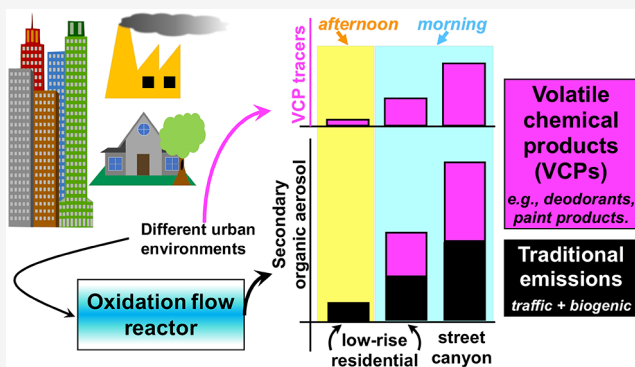 afternoon
morning
VCP tracers
Volatile
chemical
products
(VCPs)
e.g., deodorants,
paint products.
Different urban
environments
Secondary
organic aerosol
Traditional
emissions
traffic + biogenic
Oxidation flow
reactor
low-rise
residential
street
canyon